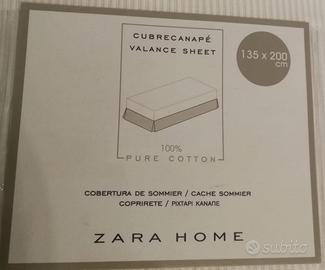 CUBRECANAPÉ
VALANCE SHEET
135 x 200
cm
100%
PURE COTTON
COBERTURA DE SOMMIER / CACHE SOMMIER
COPRIRETE / ΡΙΧΤΑΡΙ ΚΑΝΑΠΕ
ZARA HOME
subito